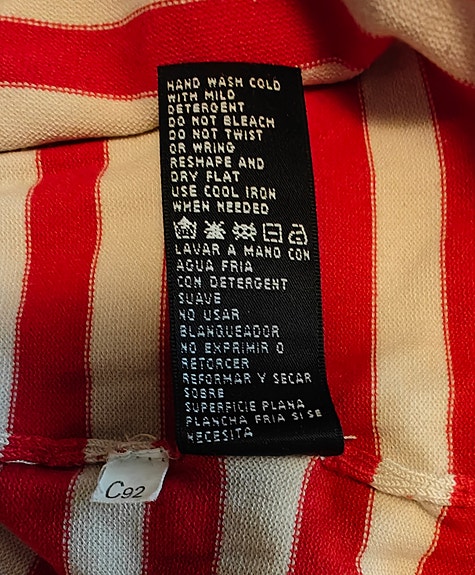 HAND WASH COLD
WITH MILD
DETERGENT
DO NOT BLEACH
DO NOT TWIST
OR WRING
RESHAPE AND
DRY FLAT
USE COOL IRON
WHEN NEEDED
LAVAR A MANO CON
AGUA FRIA
CON DETERGENT
SUAVE
NO USAR
BLANQUEADOR
NO EXPRIMIR O
RETORCER
REFORMAR Y SECAR
SOBRE
SUPERFICIE PLANA
PLANCHA FRIA SI SE
NECESITA
C92